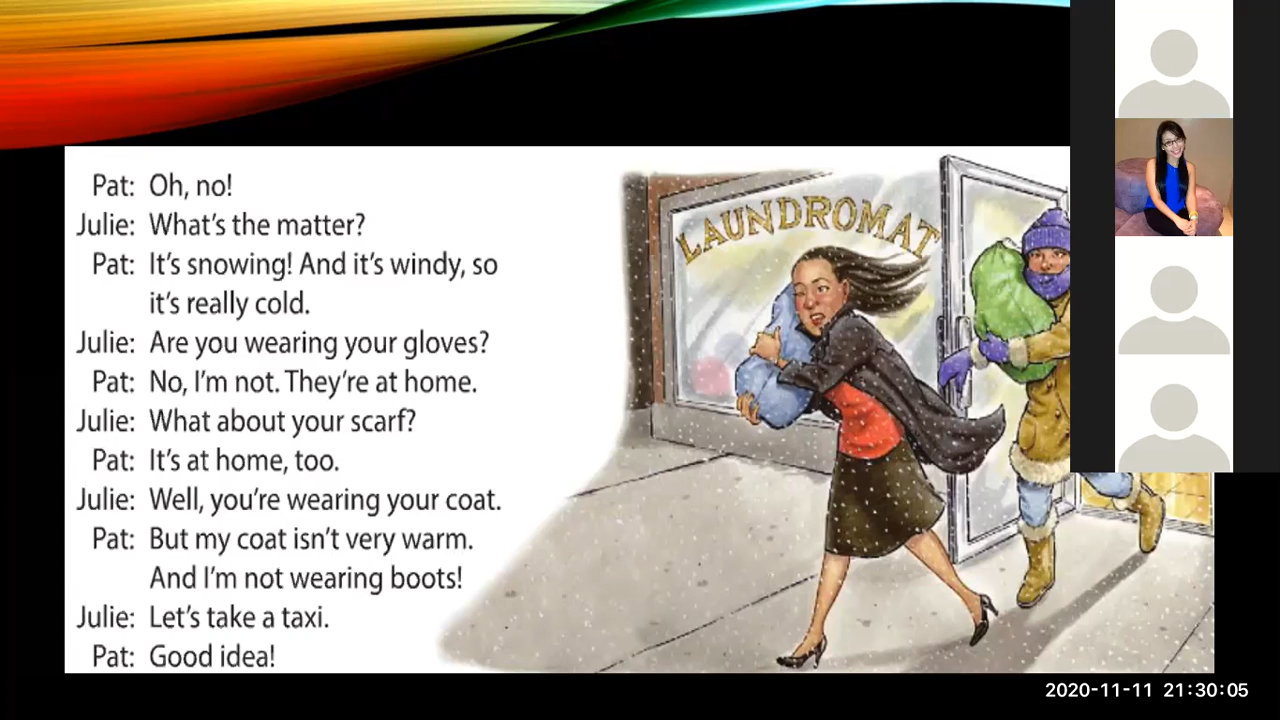 Pat: Oh, no!
Julie: What's the matter?
Pat: It's snowing! And it's windy, so
it's really cold.
Julie: Are you wearing your gloves?
Pat: No, I'm not. They're at home.
Julie: What about your scarf?
Pat: It's at home, too.
Julie: Well, you're wearing your coat.
Pat: But my coat isn't very warm.
And I'm not wearing boots!
Julie: Let's take a taxi.
Pat: Good idea!
LAUNDROMAT
2020-11-11 21:30:05